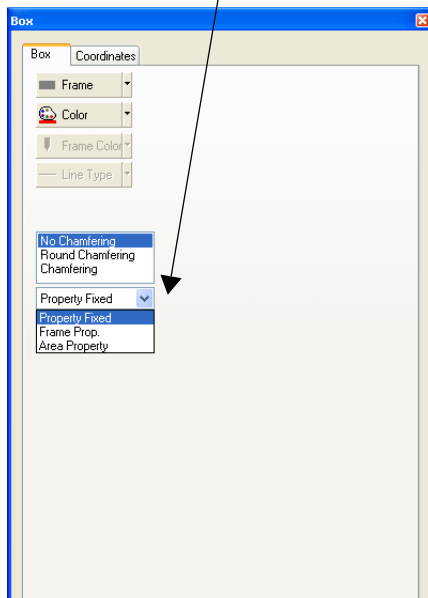 Box
Box Coordinates
Frame
Color
Frame Color
Line Type
No Chamfering
Round Chamfering
Chamfering
Property Fixed
Property Fixed
Frame Prop.
Area Property